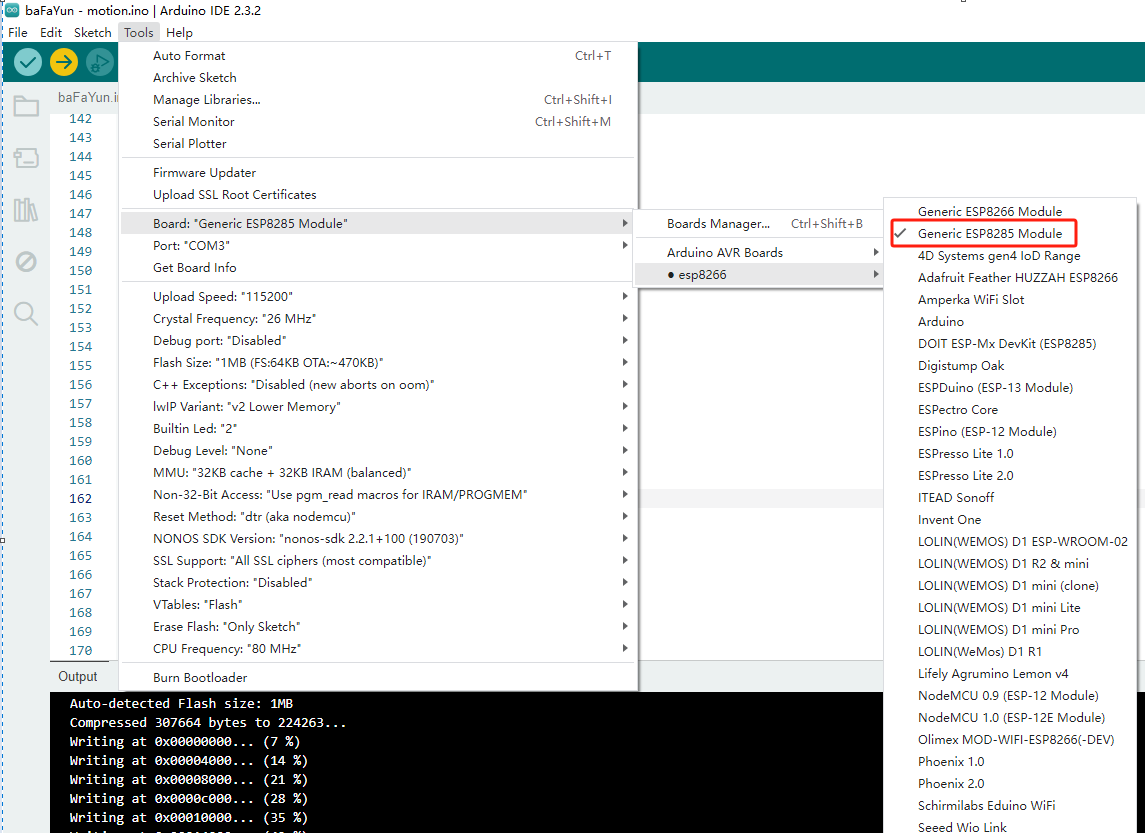 baFaYun - motion.ino | Arduino IDE 2.3.2
File Edit Sketch Tools Help
baFaYun.i
Auto Format Ctrl+T
Archive Sketch
Manage Libraries... Ctrl+Shift+I
Serial Monitor Ctrl+Shift+M
Serial Plotter
Firmware Updater
Upload SSL Root Certificates
Board: "Generic ESP8285 Module"
Port: "COM3"
Get Board Info
Upload Speed: "115200"
Crystal Frequency: "26 MHz"
Debug port: "Disabled"
Flash Size: "1MB (FS:64KB OTA:~470KB)"
C++ Exceptions: "Disabled (new aborts on oom)"
lwIP Variant: "v2 Lower Memory"
Builtin Led: "2"
Debug Level: "None"
MMU: "32KB cache + 32KB IRAM (balanced)"
Non-32-Bit Access: "Use pgm_read macros for IRAM/PROGMEM"
Reset Method: "dtr (aka nodemcu)"
NONOS SDK Version: "nonos-sdk 2.2.1+100 (190703)"
SSL Support: "All SSL ciphers (most compatible)"
Stack Protection: "Disabled"
VTables: "Flash"
Erase Flash: "Only Sketch"
CPU Frequency: "80 MHz"
Burn Bootloader
Boards Manager... Ctrl+Shift+B
Arduino AVR Boards
● esp8266
Generic ESP8266 Module
Generic ESP8285 Module
4D Systems gen4 IoD Range
Adafruit Feather HUZZAH ESP8266
Amperka WiFi Slot
Arduino
DOIT ESP-Mx DevKit (ESP8285)
Digistump Oak
ESPDuino (ESP-13 Module)
ESPectro Core
ESPino (ESP-12 Module)
ESPresso Lite 1.0
ESPresso Lite 2.0
ITEAD Sonoff
Invent One
LOLIN(WEMOS) D1 ESP-WROOM-02
LOLIN(WEMOS) D1 R2 & mini
LOLIN(WEMOS) D1 mini (clone)
LOLIN(WEMOS) D1 mini Lite
LOLIN(WEMOS) D1 mini Pro
LOLIN(WeMos) D1 R1
Lifely Agrumino Lemon v4
NodeMCU 0.9 (ESP-12 Module)
NodeMCU 1.0 (ESP-12E Module)
Olimex MOD-WIFI-ESP8266(-DEV)
Phoenix 1.0
Phoenix 2.0
Schirmilabs Eduino WiFi
Seeed Wio Link
142
143
144
145
146
147
148
149
150
151
152
153
154
155
156
157
158
159
160
161
162
163
164
165
166
167
168
169
170
Output
Auto-detected Flash size: 1MB
Compressed 307664 bytes to 224263...
Writing at 0x00000000... (7 %)
Writing at 0x00004000... (14 %)
Writing at 0x00008000... (21 %)
Writing at 0x0000c000... (28 %)
Writing at 0x00010000... (35 %)